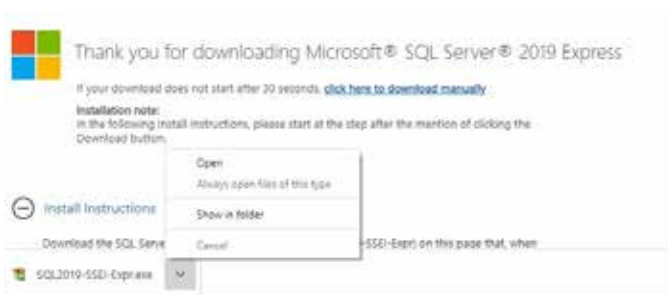 Thank you for downloading Microsoft® SQL Server® 2019 Express
If your download does not start after 30 seconds, click here to download manually
Installation note:
In the following install instructions, please start at the step after the mention of clicking the
Download button.
Open
Always open files of this type
Show in folder
Cancel
Install Instructions
Download the SQL Serve
-SSEI-Expr) on this page that, when
SQL2019-SSEI-Expr.exe